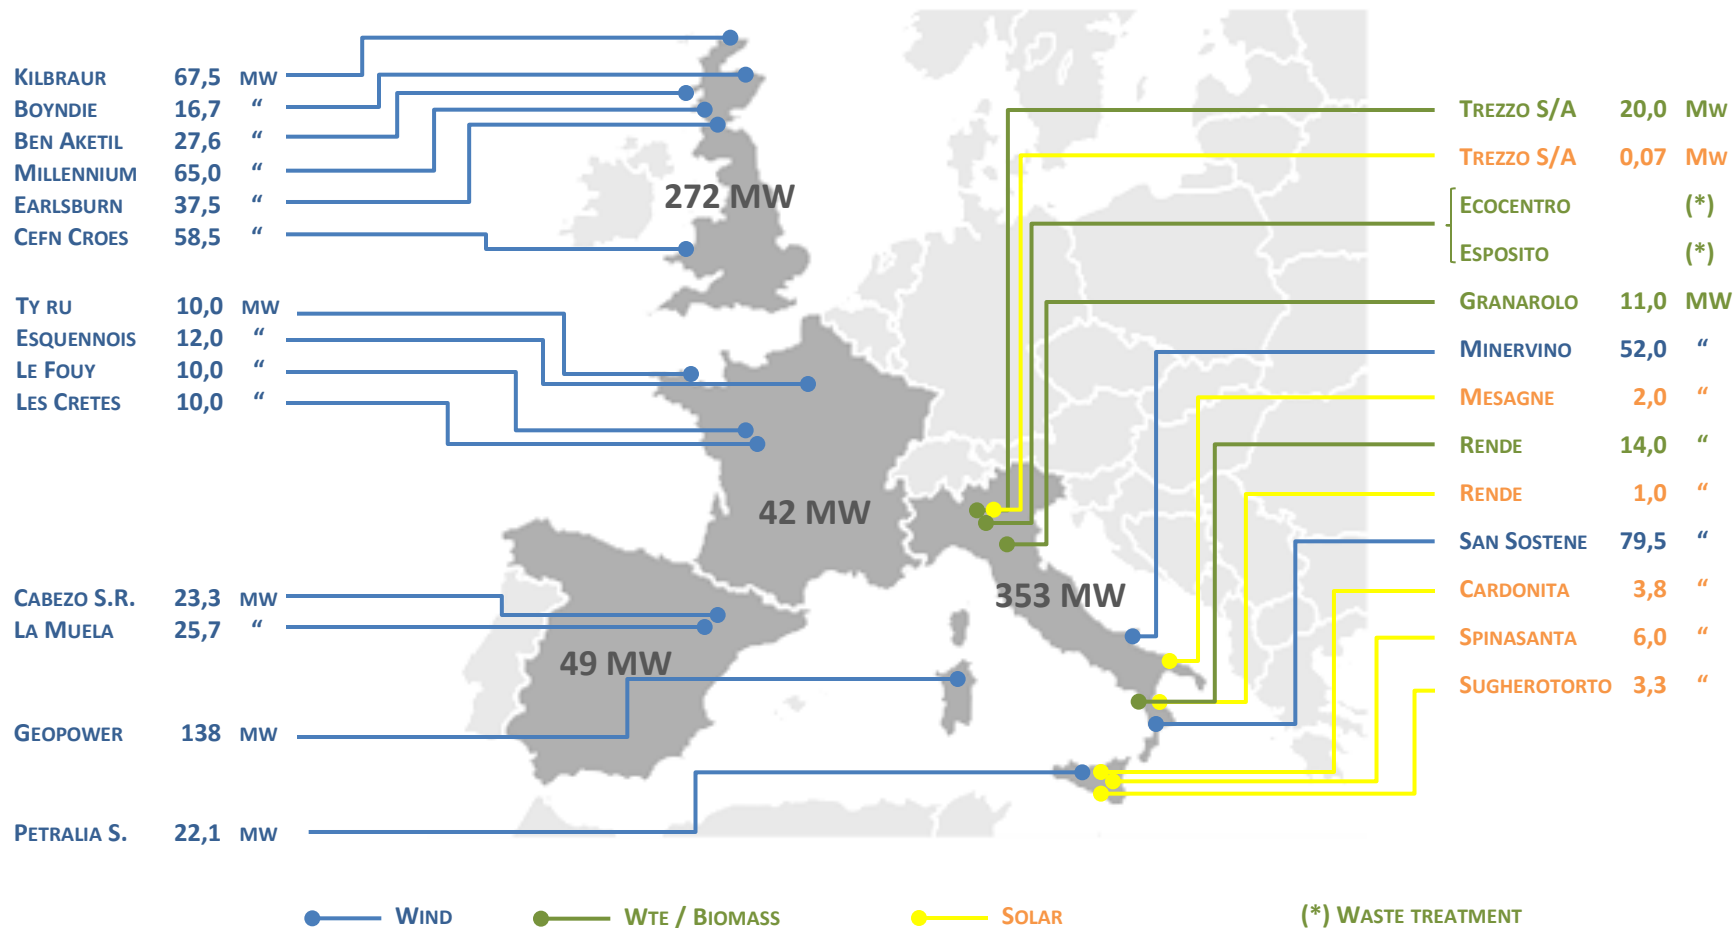 KILBRAUR 67,5 MW
BOYNDIE 16,7 “
BEN AKETIL 27,6 “
MILLENNIUM 65,0 “
EARLSBURN 37,5 “
CEFN CROES 58,5 “
TY RU 10,0 MW
ESQUENNOIS 12,0 “
LE FOUY 10,0 “
LES CRETES 10,0 “
CABEZO S.R. 23,3 MW
LA MUELA 25,7 “
GEOPOWER 138 MW
PETRALIA S. 22,1 MW
272 MW
42 MW
353 MW
49 MW
TREZZO S/A 20,0 MW
TREZZO S/A 0,07 MW
ECOCENTRO (*)
ESPOSITO (*)
GRANAROLO 11,0 MW
MINERVINO 52,0 “
MESAGNE 2,0 “
RENDE 14,0 “
RENDE 1,0 “
SAN SOSTENE 79,5 “
CARDONITA 3,8 “
SPINASANTA 6,0 “
SUGHEROTORTO 3,3 “
WIND
WTE / BIOMASS
SOLAR
(*) WASTE TREATMENT